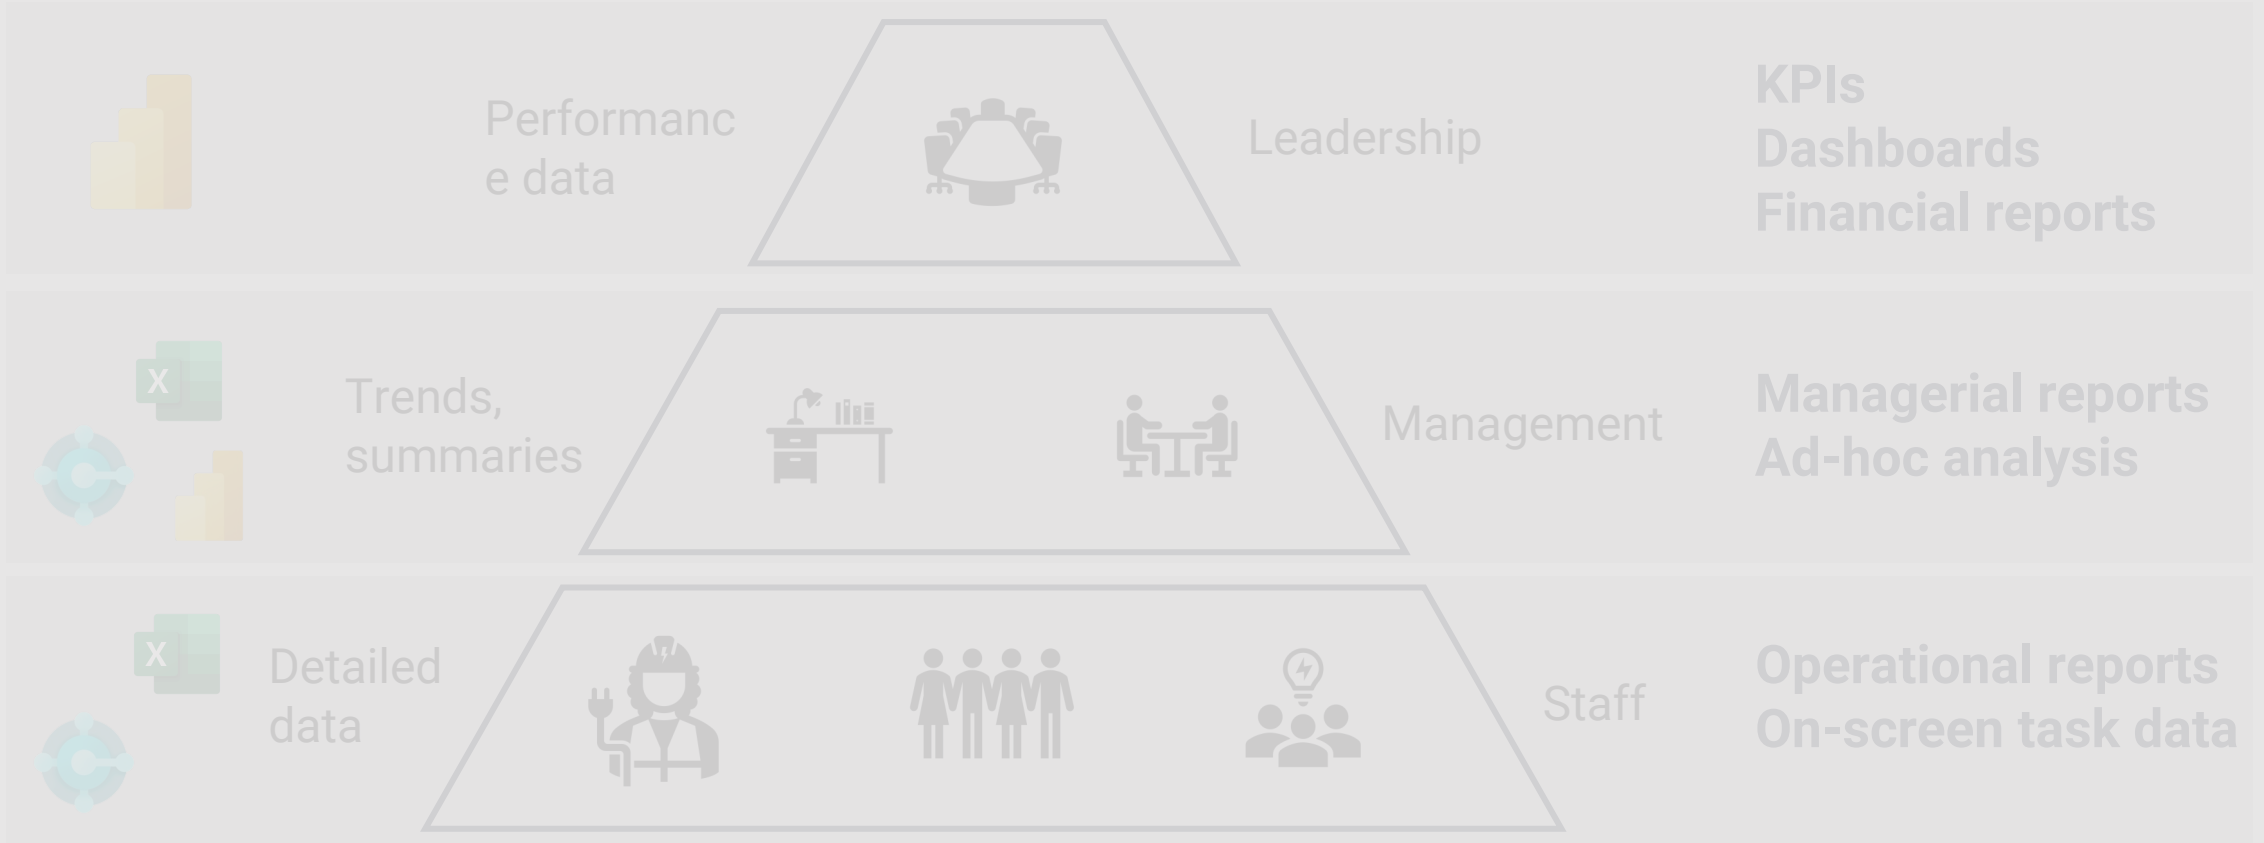 Performanc
e data
Leadership
KPIs
Dashboards
Financial reports
X
Trends,
summaries
Management
Managerial reports
Ad-hoc analysis
X
Detailed
data
Staff
Operational reports
On-screen task data